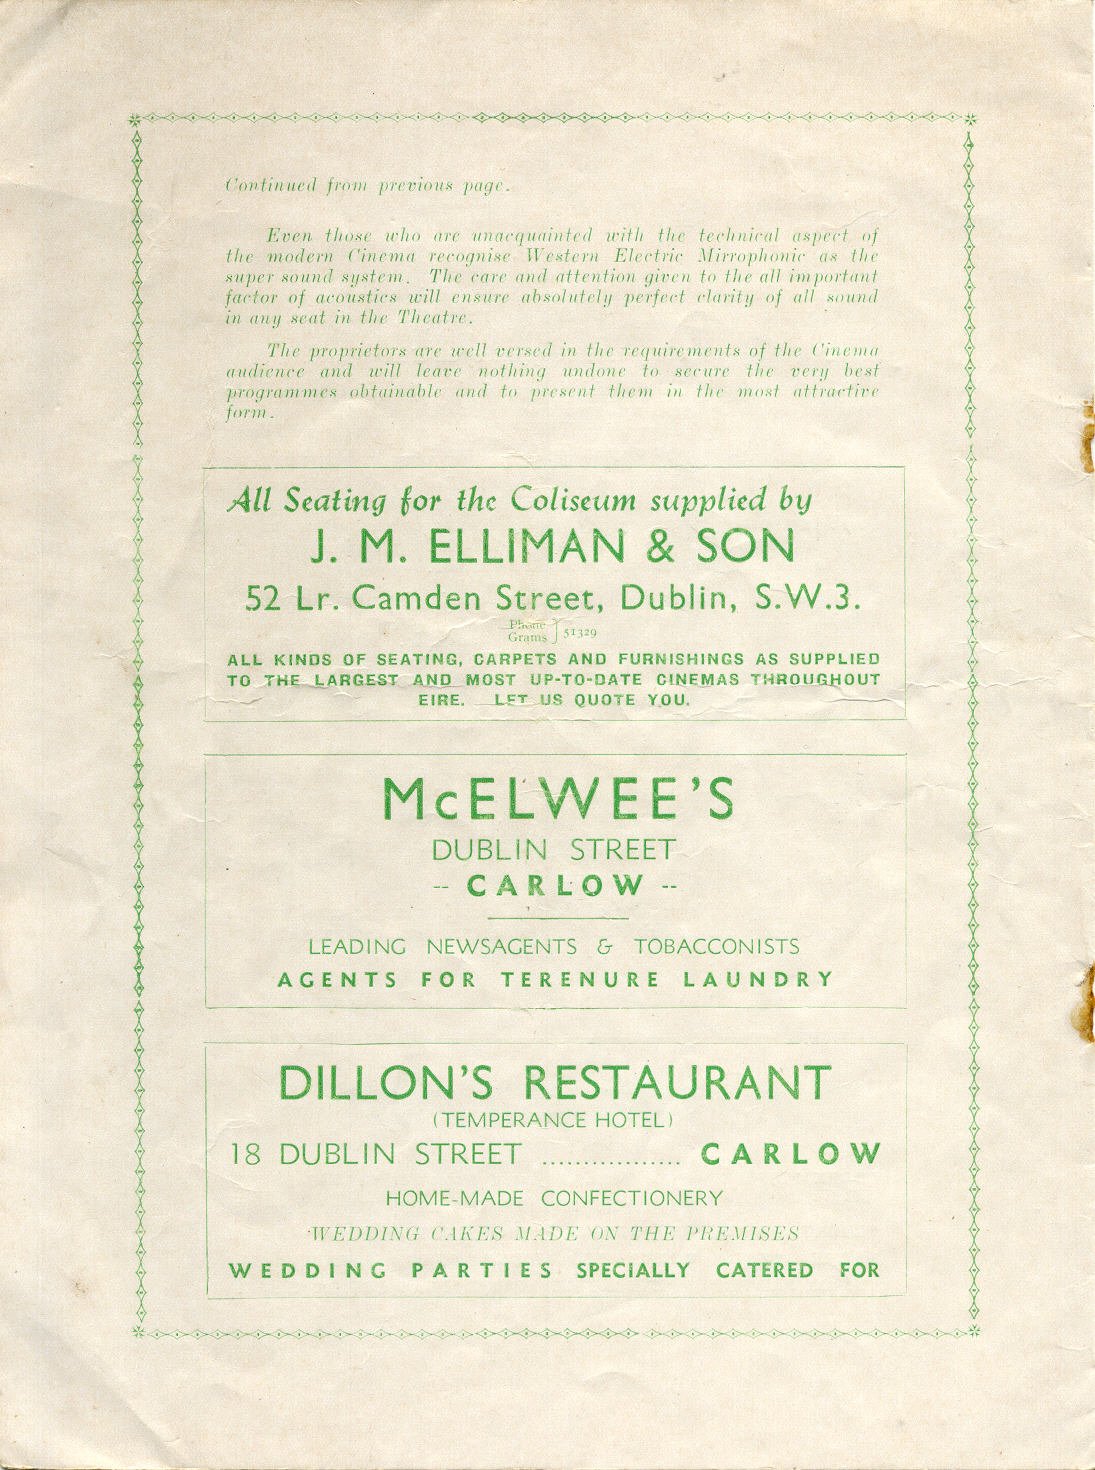 Continued from previous page.
Even those who are unacquainted with the technical aspect of
the modern Cinema recognise Western Electric Mirrophonic as the
super sound system. The care and attention given to the all important
factor of acoustics will ensure absolutely perfect clarity of all sound
in any seat in the Theatre.
The proprietors are well versed in the requirements of the Cinema
audience and will leave nothing undone to secure the very best
programmes obtainable and to present them in the most attractive
form.
All Seating for the Coliseum supplied by
J. M. ELLIMAN & SON
52 Lr. Camden Street, Dublin, S.W.3.
Phone
Grams } 51329
ALL KINDS OF SEATING, CARPETS AND FURNISHINGS AS SUPPLIED
TO THE LARGEST AND MOST UP-TO-DATE CINEMAS THROUGHOUT
EIRE. LET US QUOTE YOU.
McELWEE'S
DUBLIN STREET
-- CARLOW --
LEADING NEWSAGENTS & TOBACCONISTS
AGENTS FOR TERENURE LAUNDRY
DILLON'S RESTAURANT
(TEMPERANCE HOTEL)
18 DUBLIN STREET ................. CARLOW
HOME-MADE CONFECTIONERY
WEDDING CAKES MADE ON THE PREMISES
WEDDING PARTIES SPECIALLY CATERED FOR